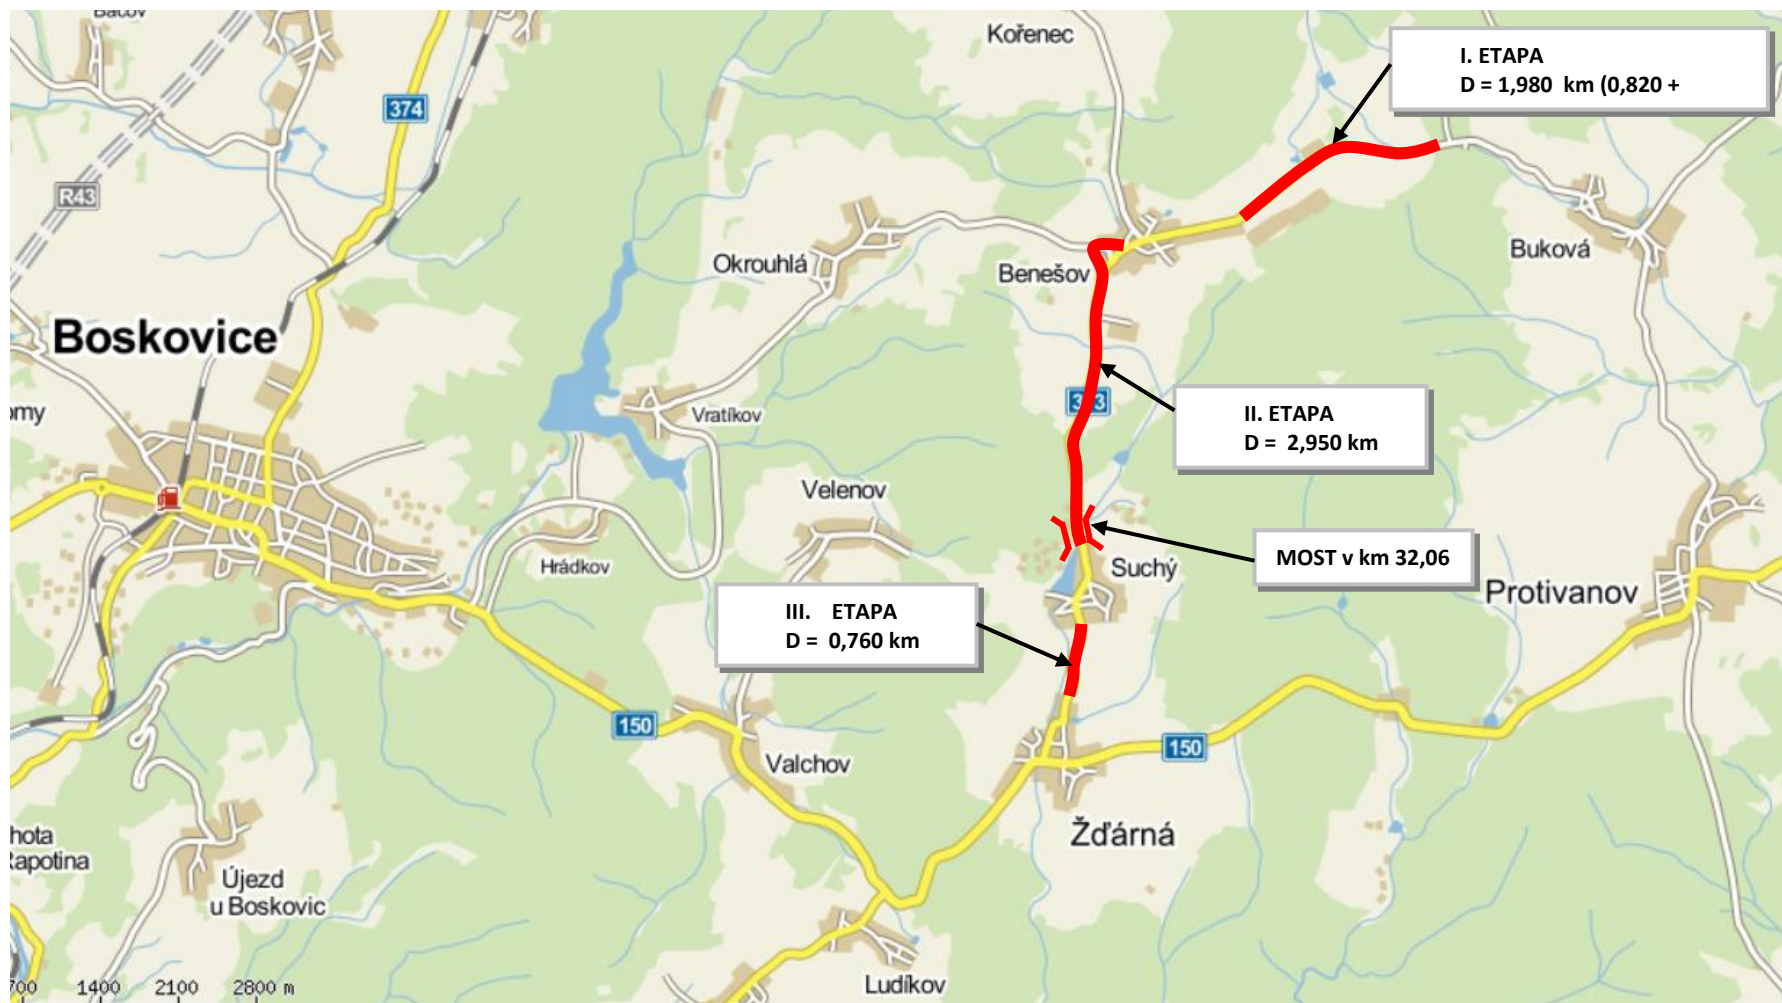 Bačov
Kořenec
I. ETAPA
D = 1,980 km (0,820 +
374
R43
Okrouhlá
Benešov
Buková
Boskovice
Vratíkov
II. ETAPA
D = 2,950 km
Velenov
Hrádkov
Suchý
MOST v km 32,06
Protivanov
III. ETAPA
D = 0,760 km
150
150
Valchov
Žďárná
Újezd
u Boskovic
Ludíkov
700 1400 2100 2800 m